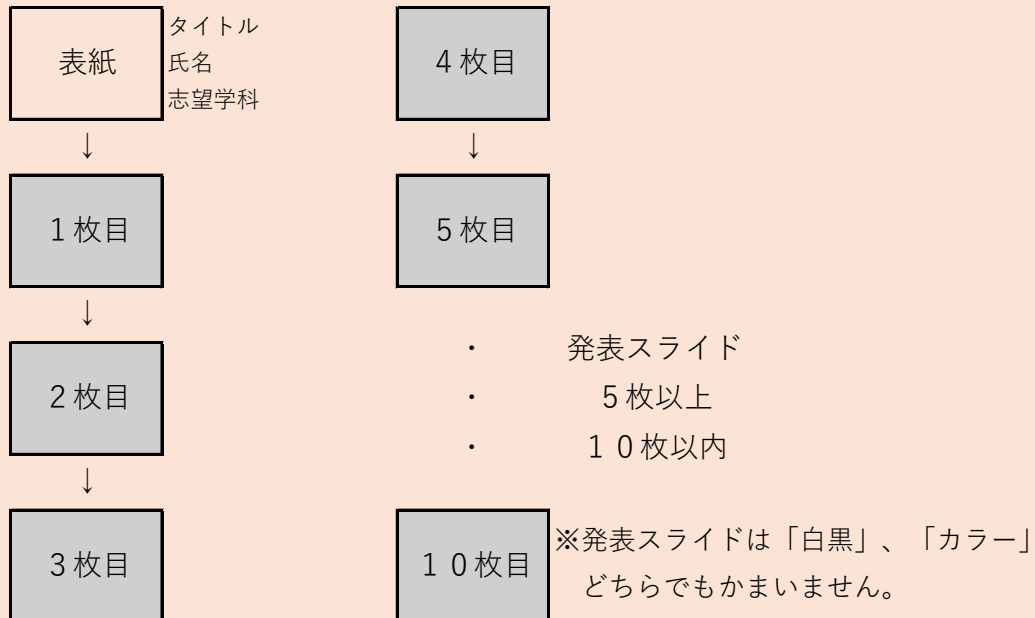 表紙
タイトル
氏名
志望学科
↓
１枚目
↓
２枚目
↓
３枚目
４枚目
↓
５枚目
・　発表スライド
・　５枚以上
・　１０枚以内
１０枚目
※発表スライドは「白黒」、「カラー」
どちらでもかまいません。